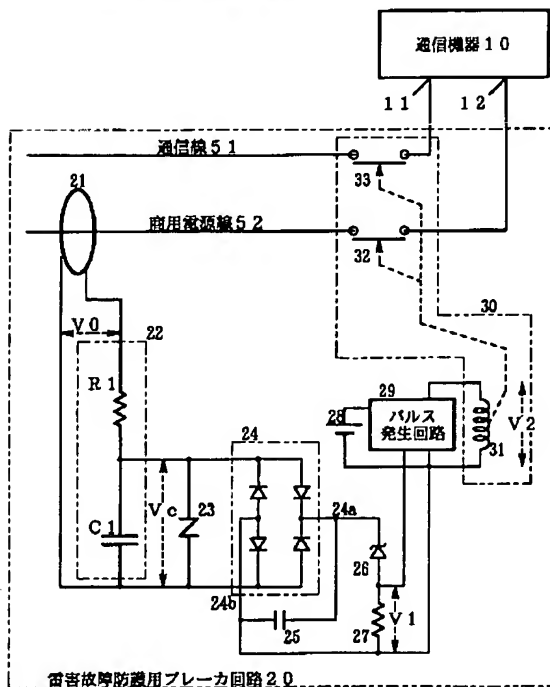 通信機器10
11
12
通信線51
21
33
商用電源線52
32
V0
22
30
R1
29
28
パルス
発生回路
V2
31
24
Vc
23
24a
C1
26
24b
25
27
V1
雷害故障防護用ブレーカ回路20